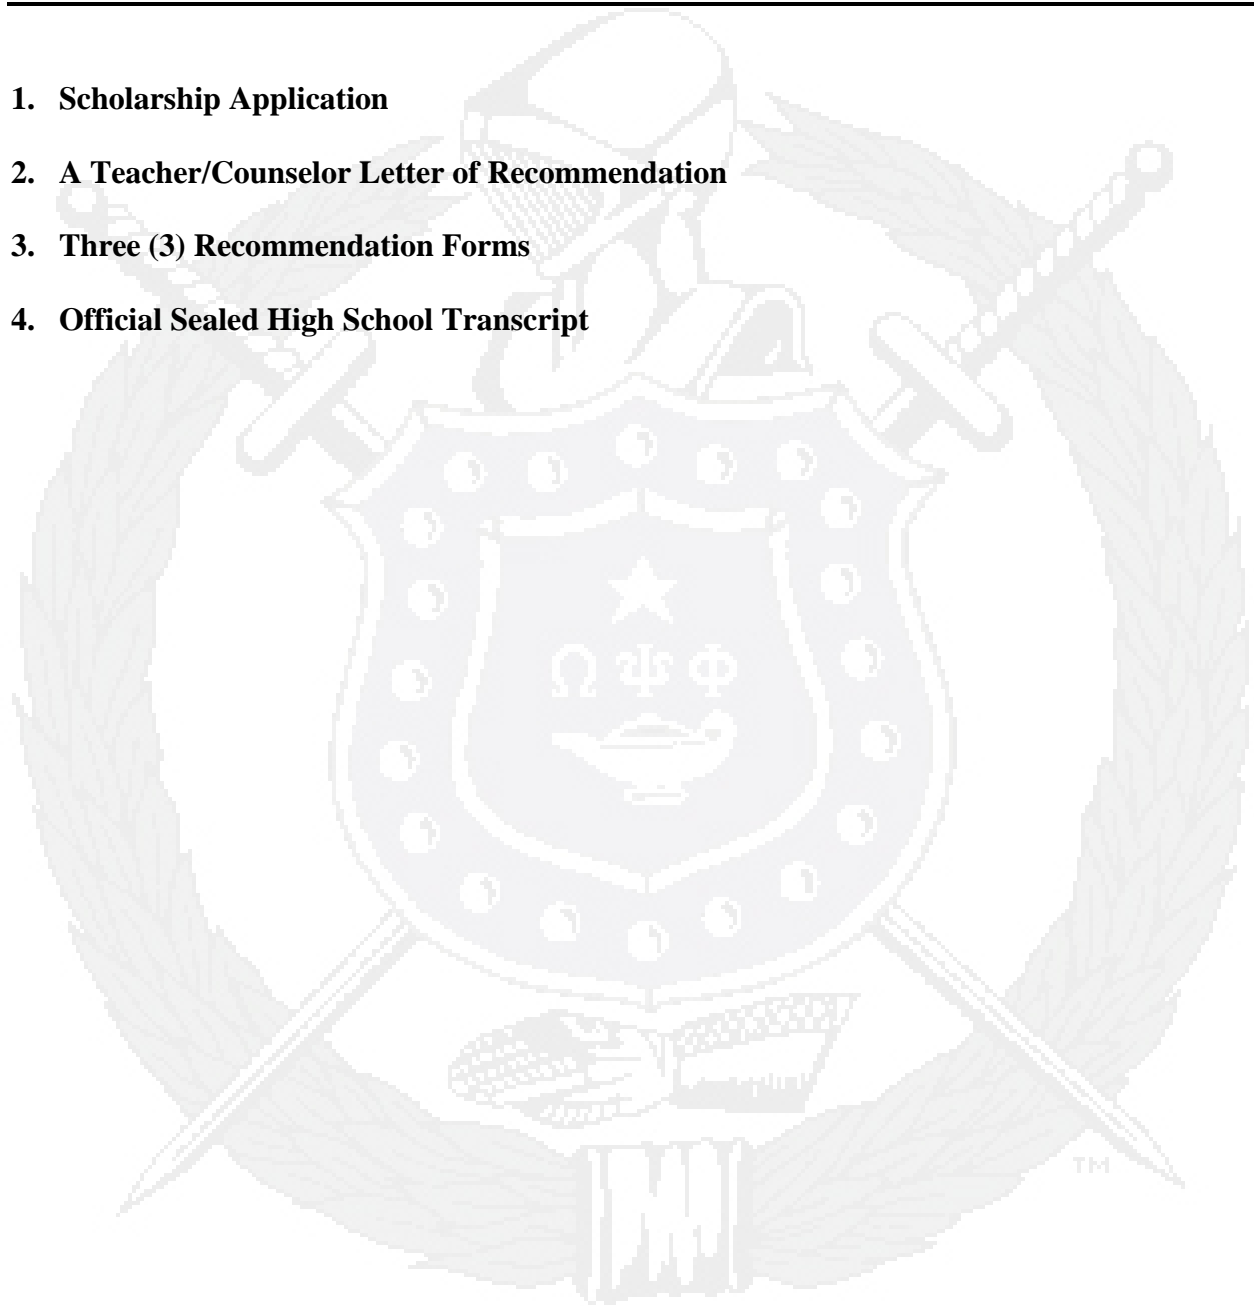 1. Scholarship Application
2. A Teacher/Counselor Letter of Recommendation
3. Three (3) Recommendation Forms
4. Official Sealed High School Transcript
Ω Ψ Φ
TM